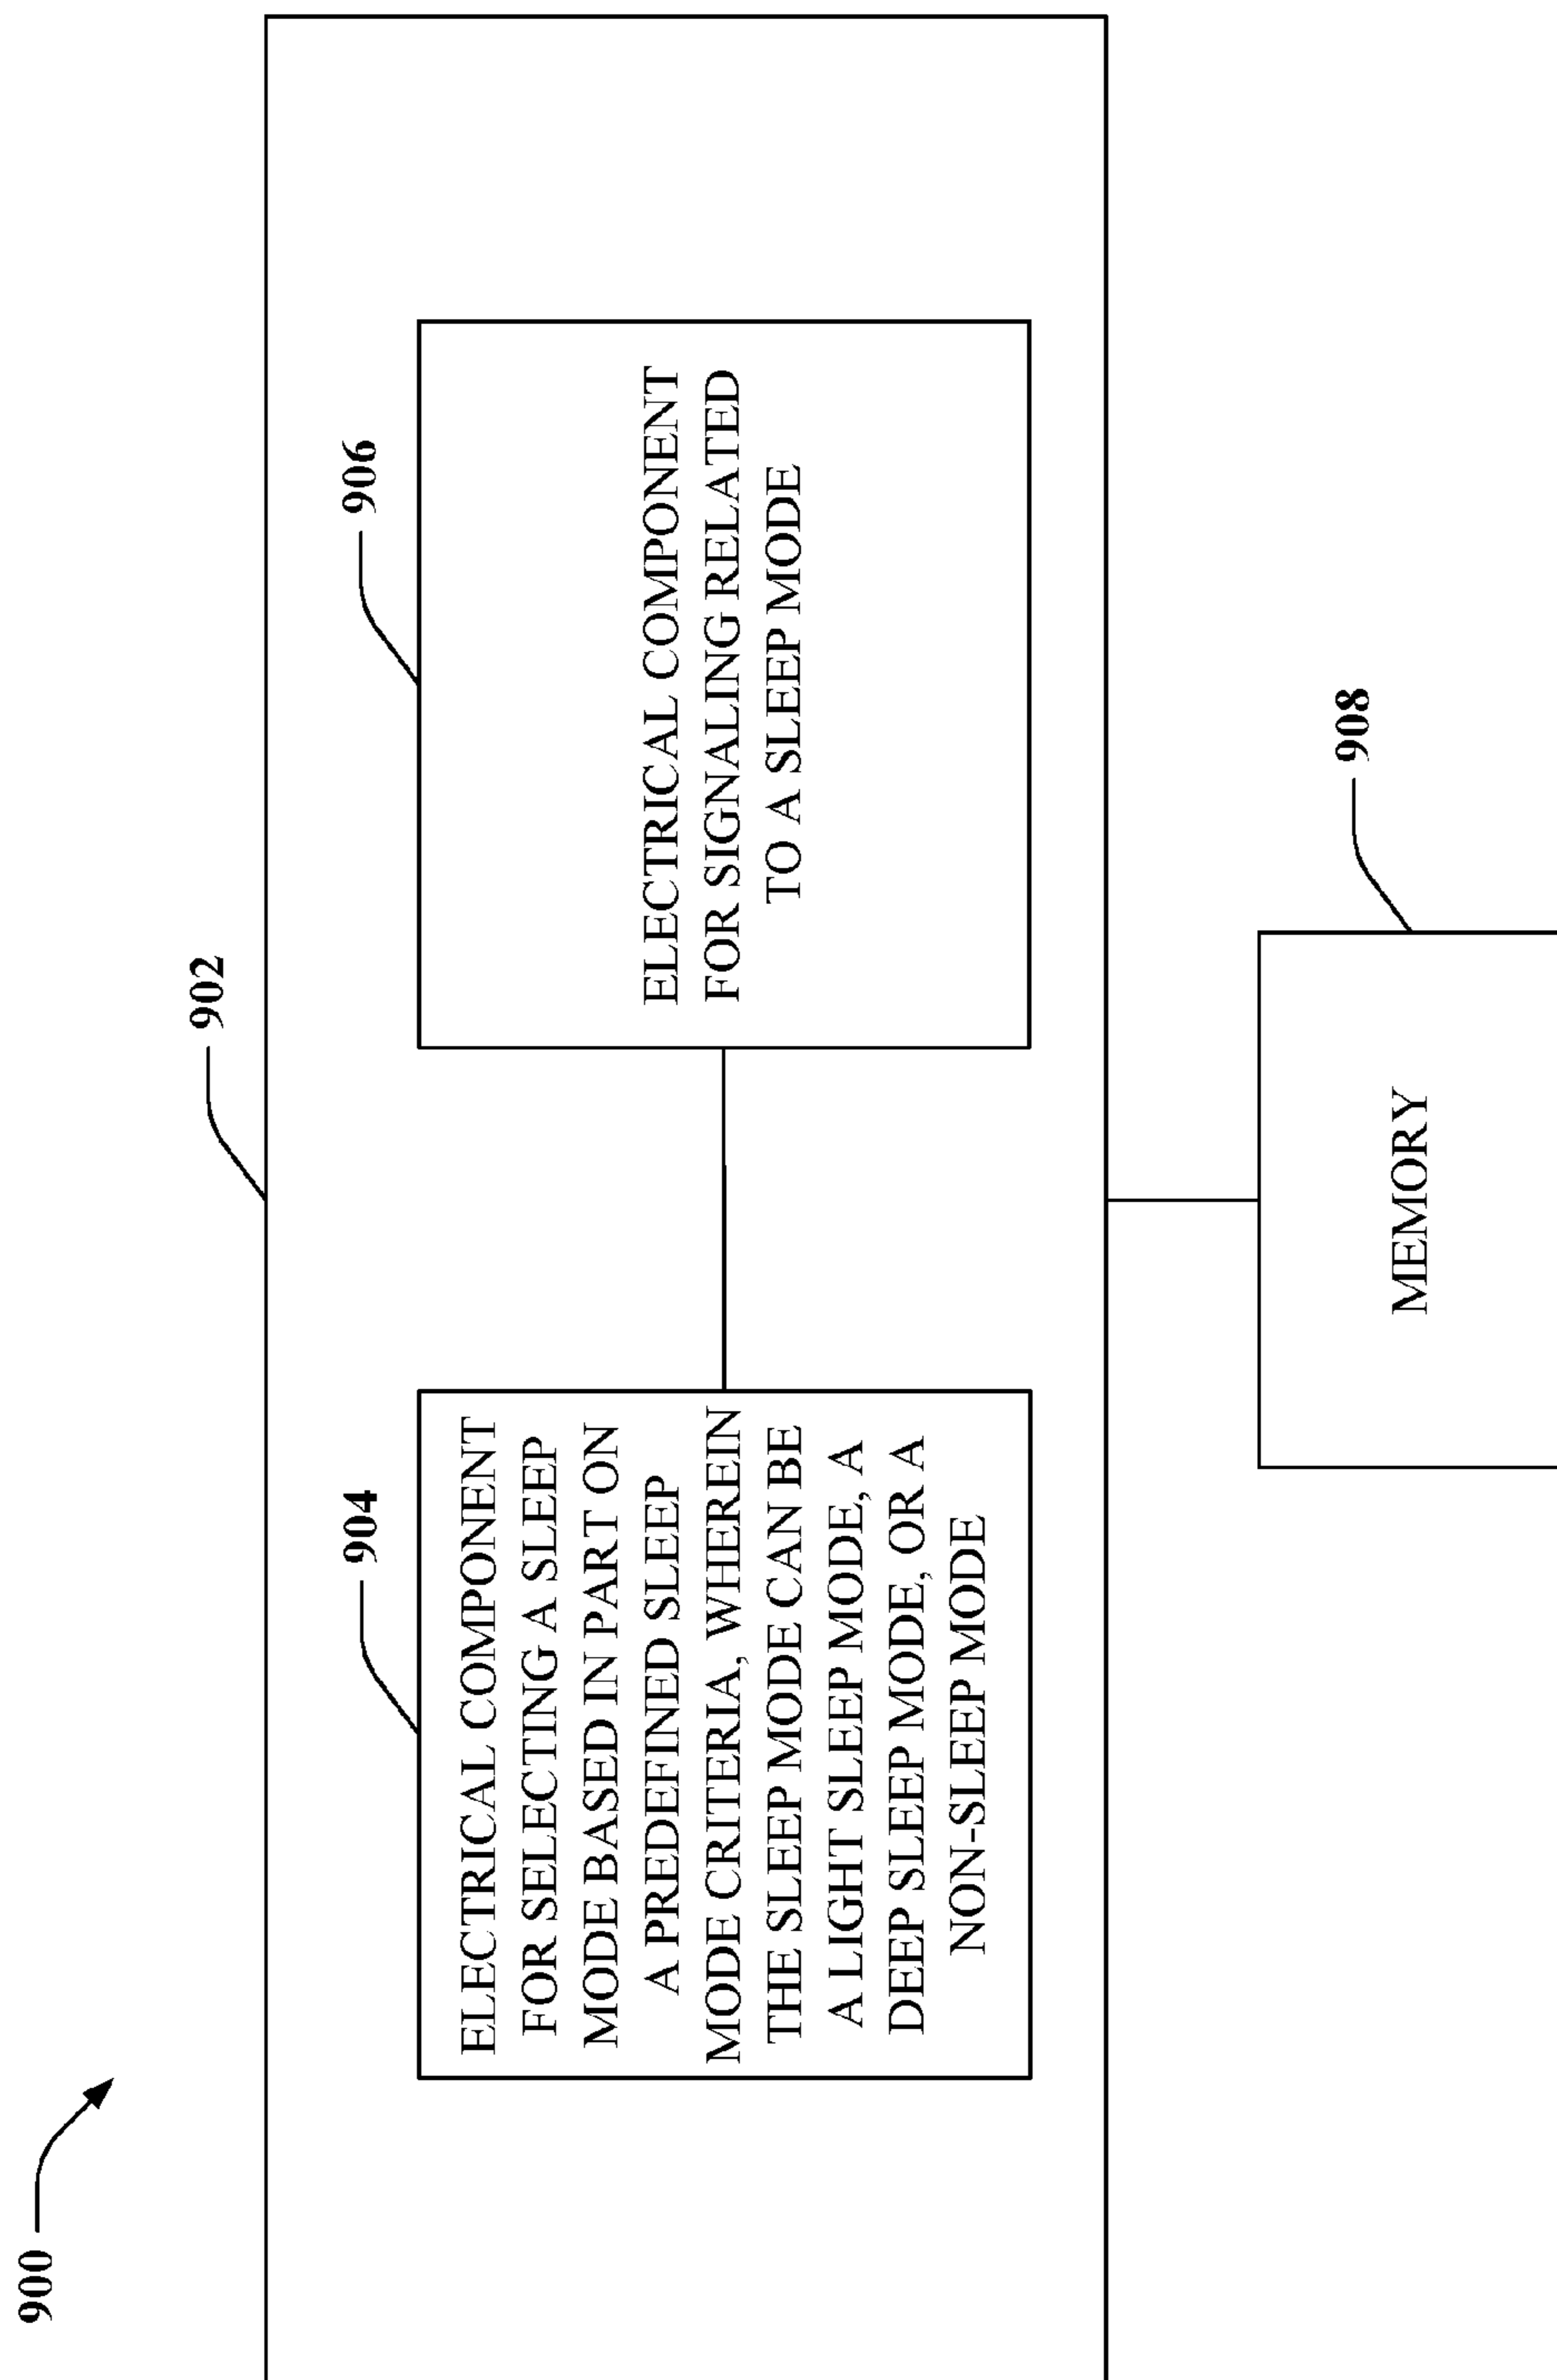 900
902
904
ELECTRICAL COMPONENT
FOR SELECTING A SLEEP
MODE BASED IN PART ON
A PREDEFINED SLEEP
MODE CRITERIA, WHEREIN
THE SLEEP MODE CAN BE
A LIGHT SLEEP MODE, A
DEEP SLEEP MODE, OR A
NON-SLEEP MODE
906
ELECTRICAL COMPONENT
FOR SIGNALING RELATED
TO A SLEEP MODE
908
MEMORY